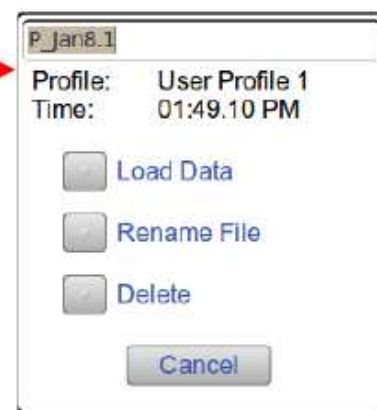 P_Jan8.1
Profile: User Profile 1
Time: 01:49.10 PM
Load Data
Rename File
Delete
Cancel